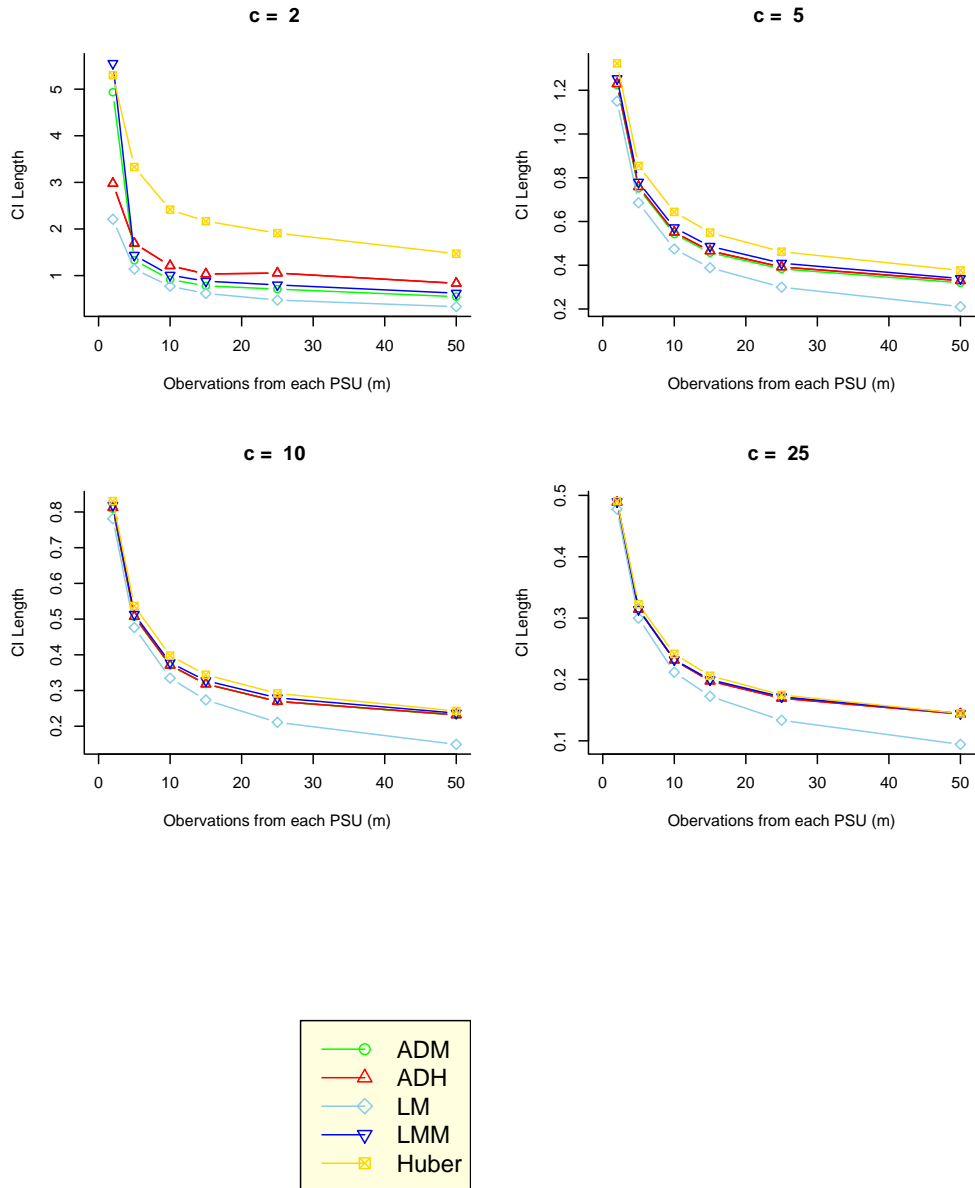 c = 2
CI Length
5
4
3
2
1
0 10 20 30 40 50
Obervations from each PSU (m)
c = 5
CI Length
1.2
1.0
0.8
0.6
0.4
0.2
0 10 20 30 40 50
Obervations from each PSU (m)
c = 10
CI Length
0.8
0.7
0.6
0.5
0.4
0.3
0.2
0 10 20 30 40 50
Obervations from each PSU (m)
c = 25
CI Length
0.5
0.4
0.3
0.2
0.1
0 10 20 30 40 50
Obervations from each PSU (m)
ADM
ADH
LM
LMM
Huber